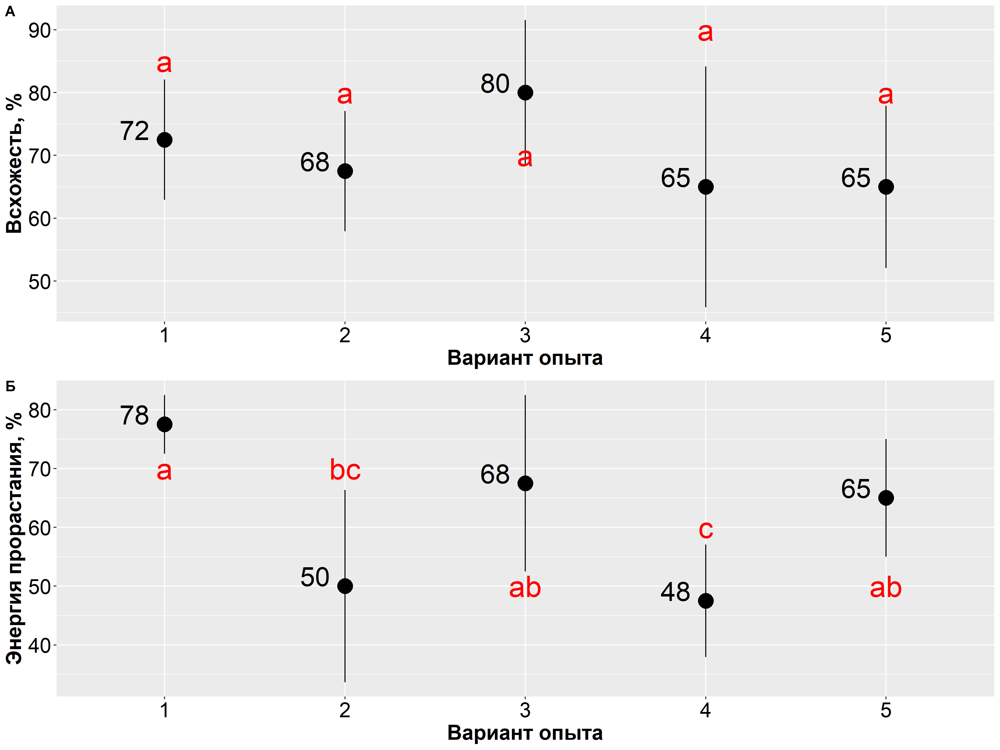 А
Всхожесть, %
90
80
70
60
50
a
a
a
a
a
72
68
80
65
65
1 2 3 4 5
Вариант опыта
Б
Энергия прорастания, %
80
70
60
50
40
78
50
68
48
65
a
bc
ab
c
ab
1 2 3 4 5
Вариант опыта